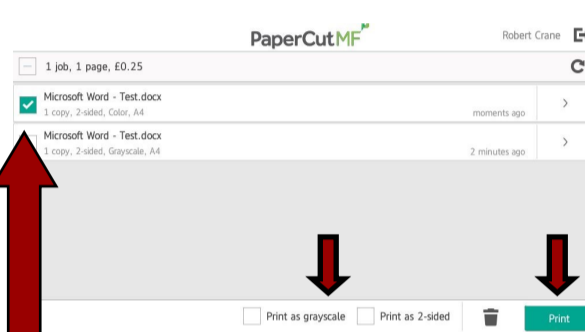 PaperCutMF
Robert Crane
1 job, 1 page, £0.25
Microsoft Word - Test.docx
1 copy, 2-sided, Color, A4
moments ago
Microsoft Word - Test.docx
1 copy, 2-sided, Grayscale, A4
2 minutes ago
Print as grayscale Print as 2-sided Print